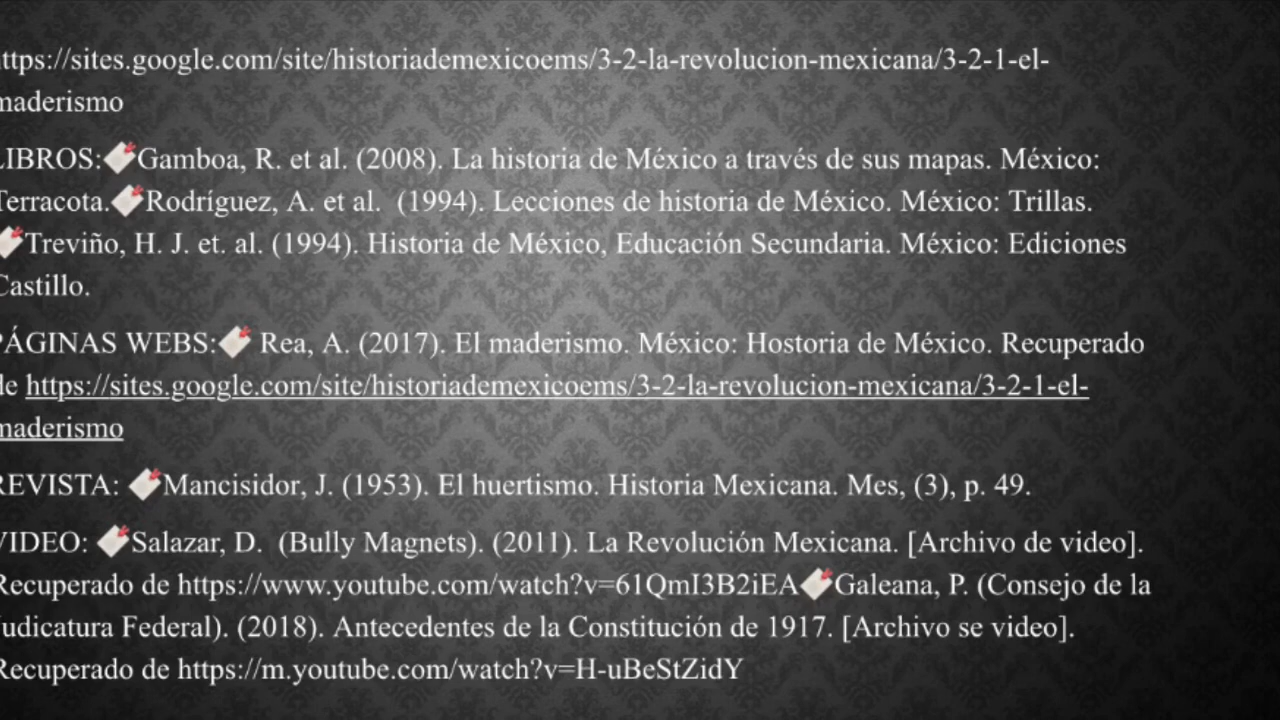 ttps://sites.google.com/site/historiademexicoems/3-2-la-revolucion-mexicana/3-2-1-el-
maderismo
LIBROS:Gamboa, R. et al. (2008). La historia de México a través de sus mapas. México:
Terracota.Rodríguez, A. et al. (1994). Lecciones de historia de México. México: Trillas.
Treviño, H. J. et. al. (1994). Historia de México, Educación Secundaria. México: Ediciones
Castillo.
PÁGINAS WEBS: Rea, A. (2017). El maderismo. México: Hostoria de México. Recuperado
de https://sites.google.com/site/historiademexicoems/3-2-la-revolucion-mexicana/3-2-1-el-
maderismo
REVISTA: Mancisidor, J. (1953). El huertismo. Historia Mexicana. Mes, (3), p. 49.
VIDEO: Salazar, D. (Bully Magnets). (2011). La Revolución Mexicana. [Archivo de video].
Recuperado de https://www.youtube.com/watch?v=61QmI3B2iEAGaleana, P. (Consejo de la
Judicatura Federal). (2018). Antecedentes de la Constitución de 1917. [Archivo se video].
Recuperado de https://m.youtube.com/watch?v=H-uBeStZidY